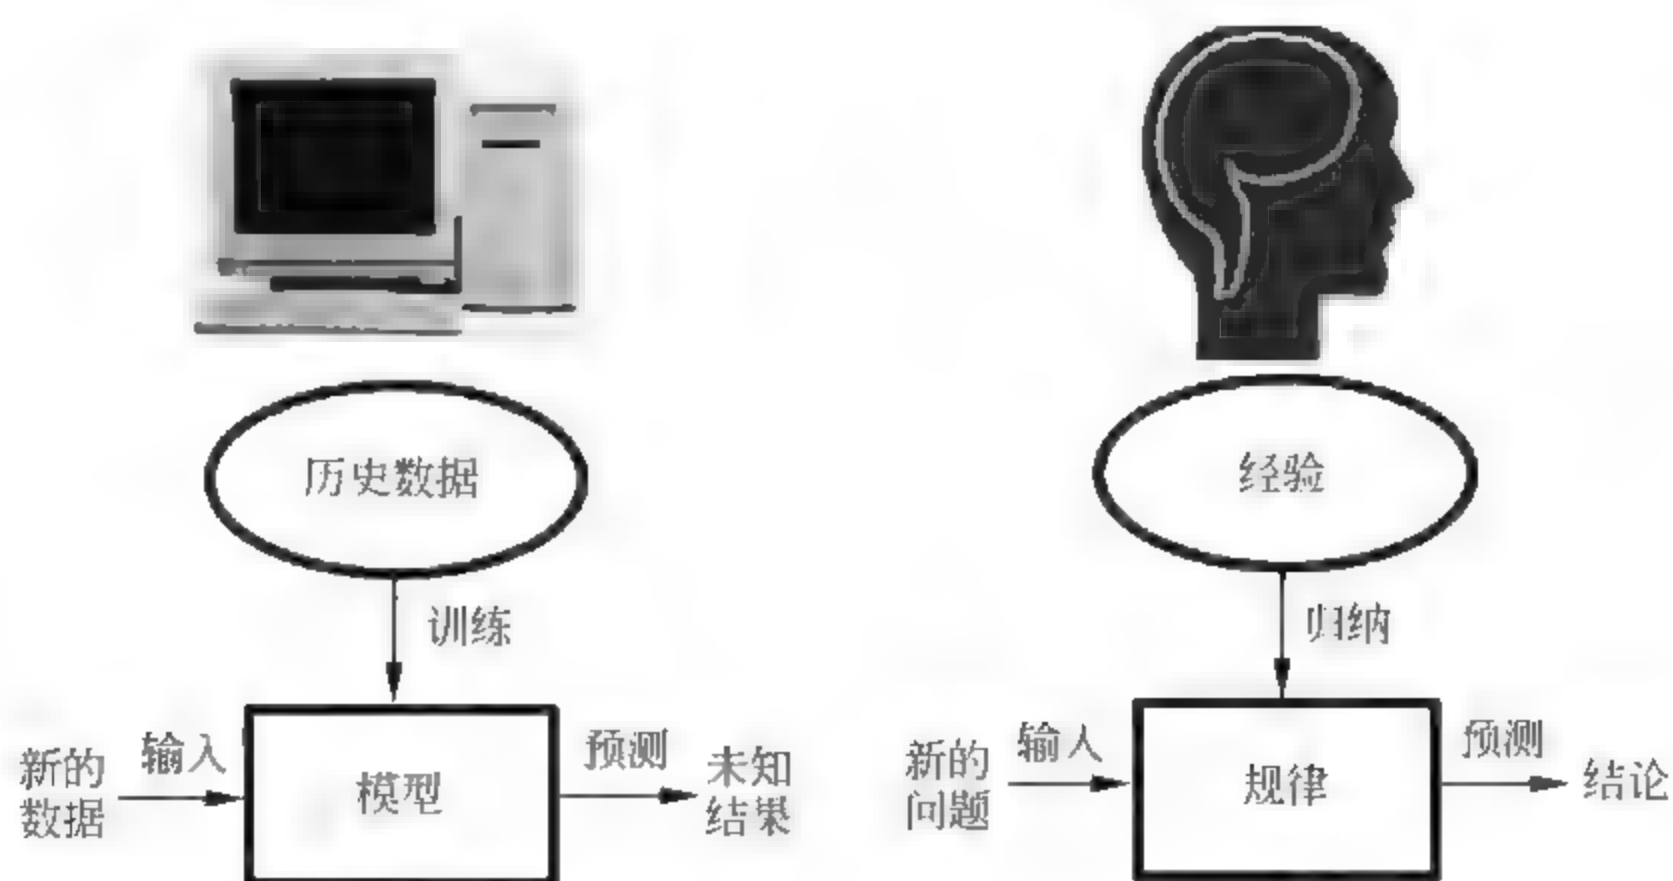 历史数据
经验
训练
归纳
新的
数据
输入
模型
预测
未知
结果
新的
问题
输入
规律
预测
结论